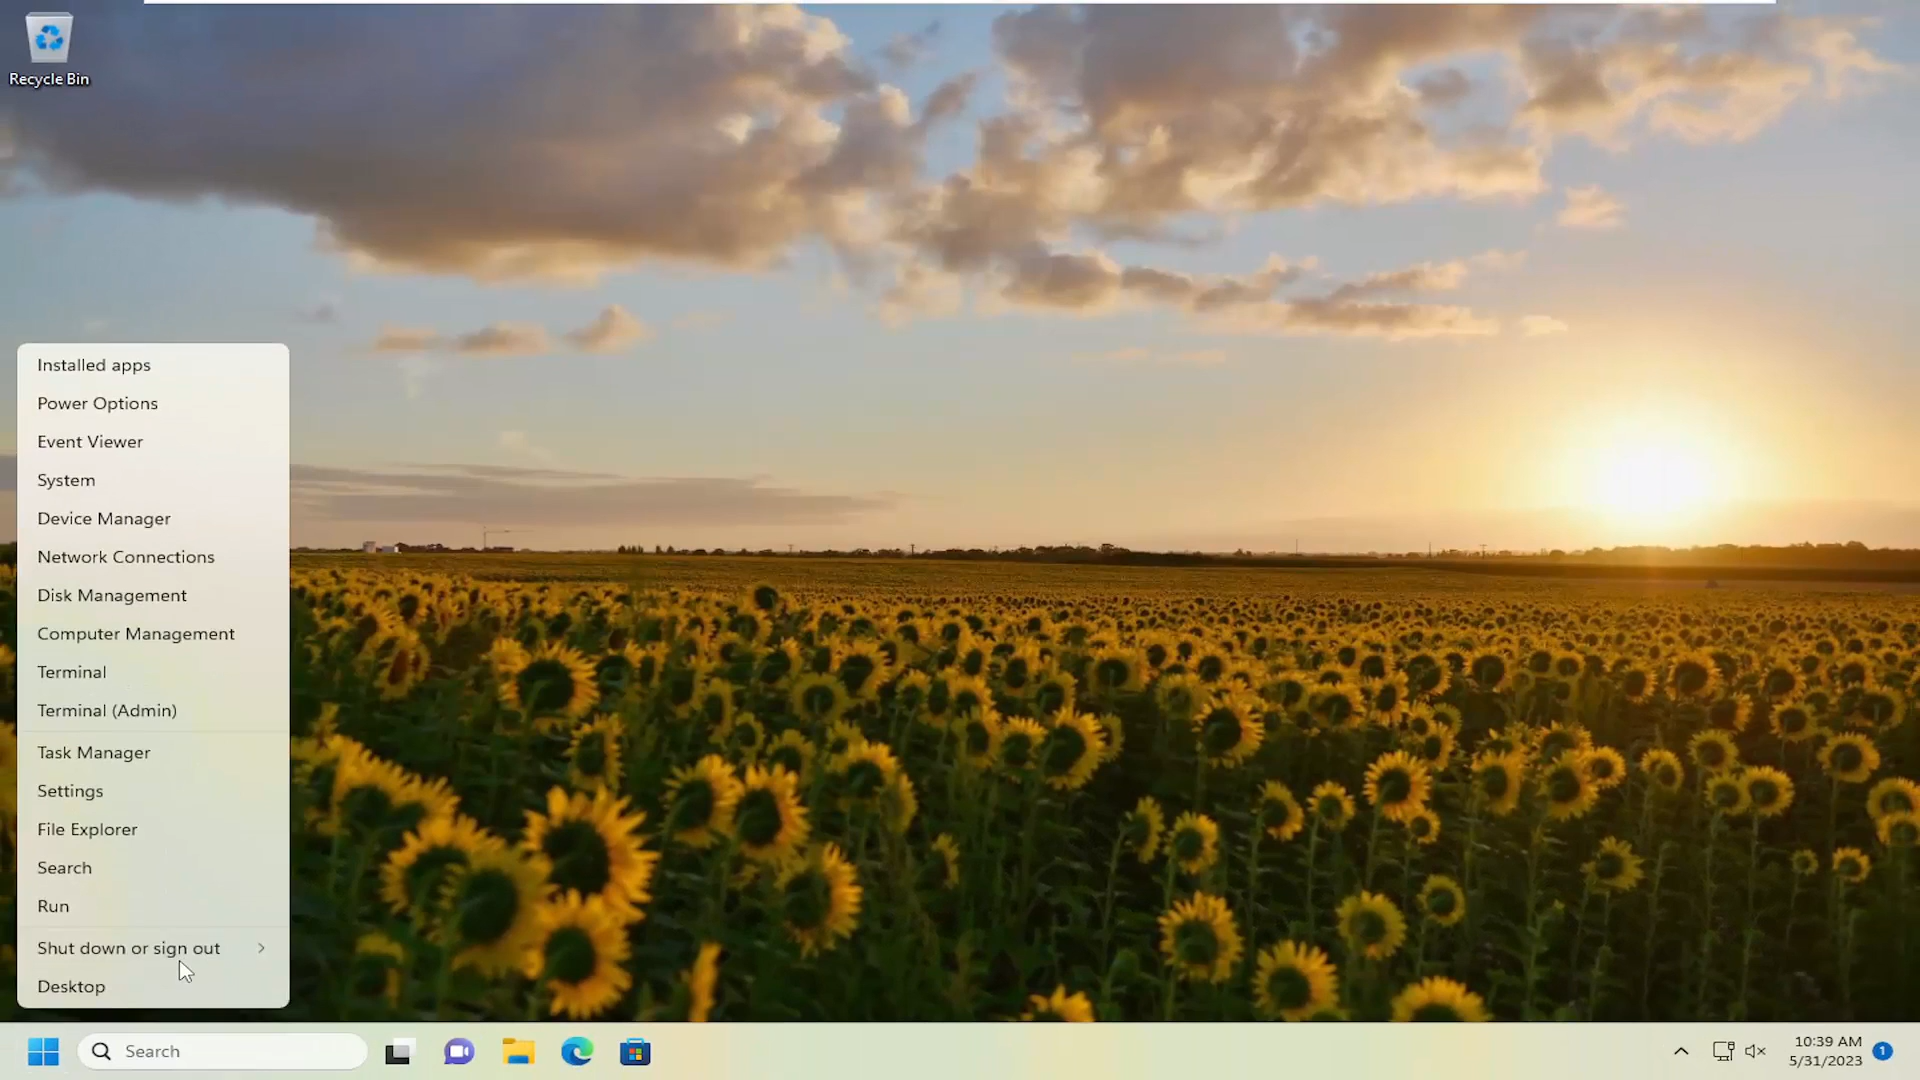 Recycle Bin
Installed apps
Power Options
Event Viewer
System
Device Manager
Network Connections
Disk Management
Computer Management
Terminal
Terminal (Admin)
Task Manager
Settings
File Explorer
Search
Run
Shut down or sign out
Desktop
Search
10:39 AM
5/31/2023
1